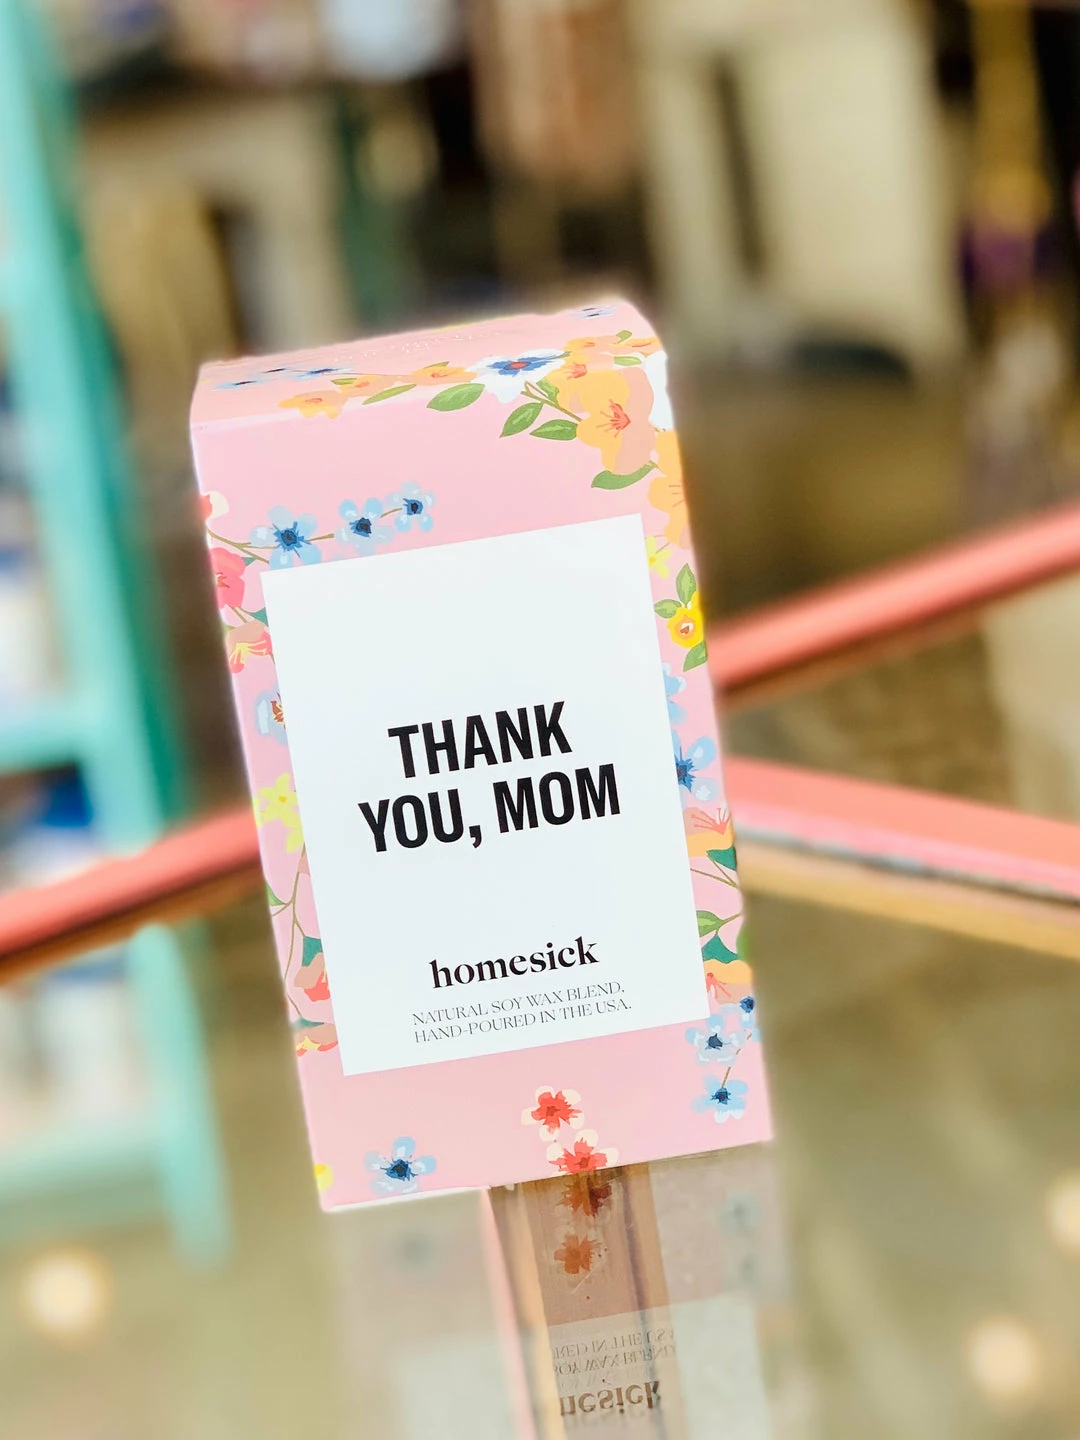 THANK
YOU, MOM
homesick
NATURAL SOY WAX BLEND,
HAND-POURED IN THE USA.